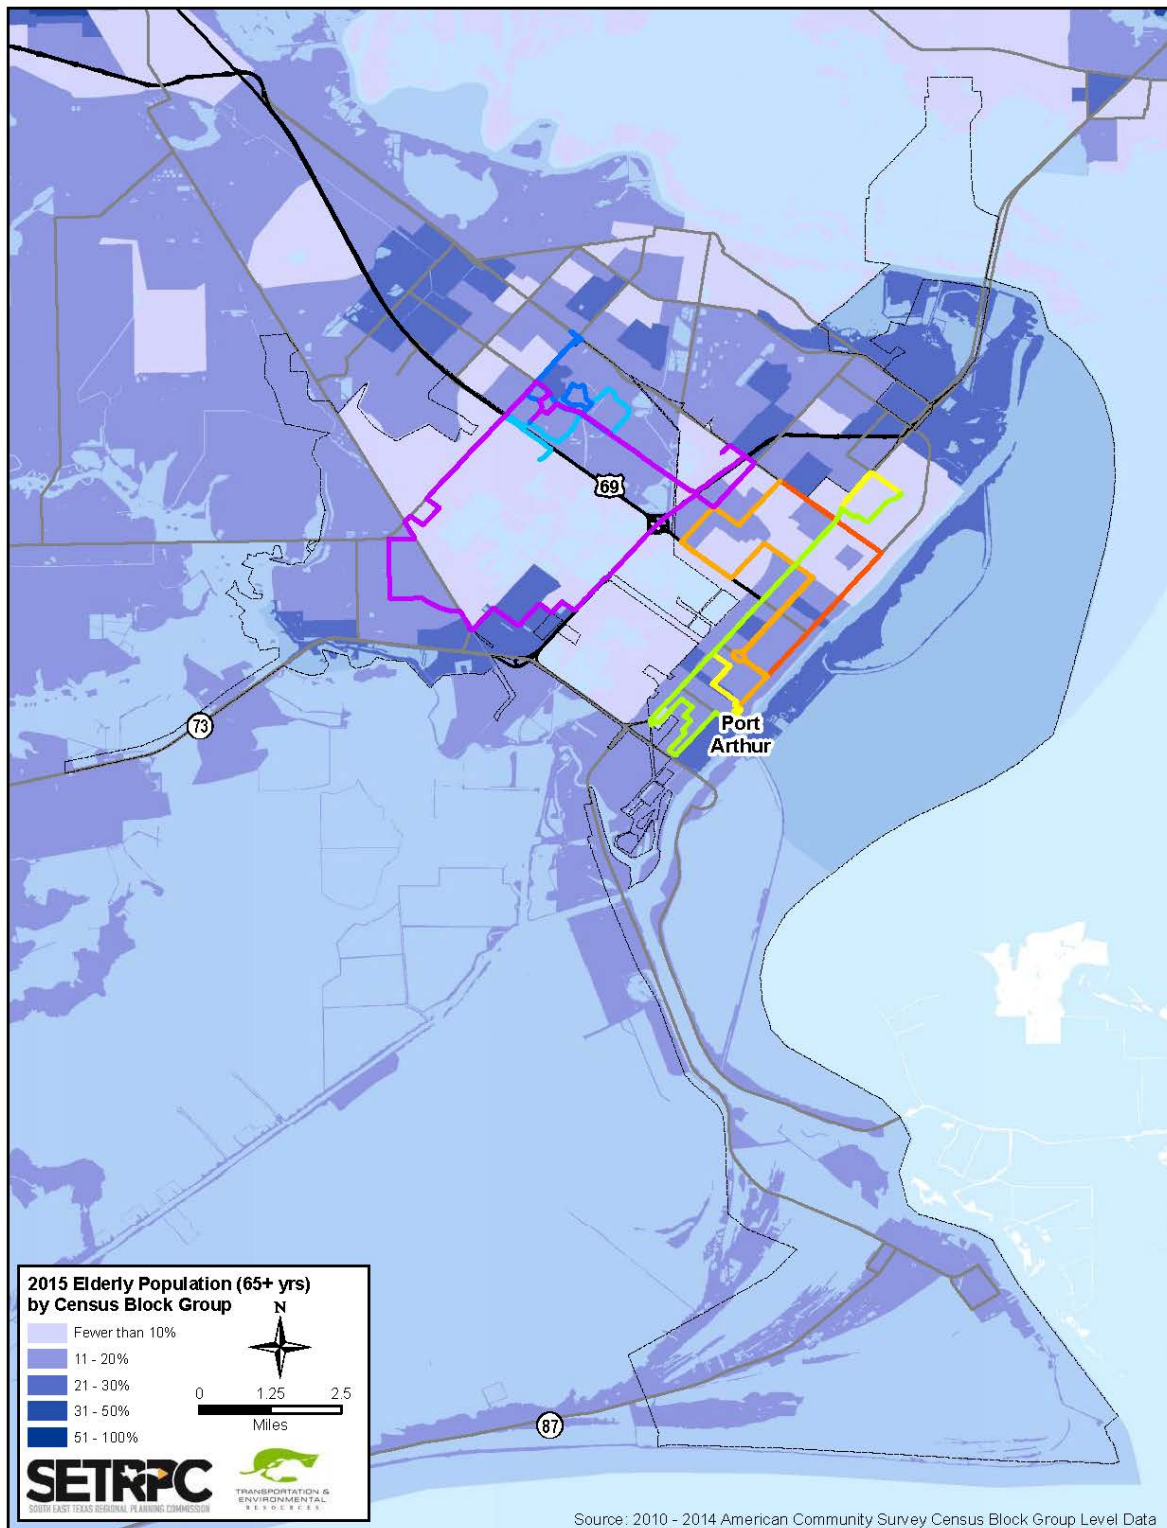 69
Port
Arthur
73
87
2015 Elderly Population (65+ yrs)
by Census Block Group
N
Fewer than 10%
11 - 20%
21 - 30%
31 - 50%
51 - 100%
0 1.25 2.5
Miles
SETRPC
SOUTH EAST TEXAS REGIONAL PLANNING COMMISSION
TRANSPORTATION &
ENVIRONMENTAL
RESOURCES
Source: 2010 - 2014 American Community Survey Census Block Group Level Data